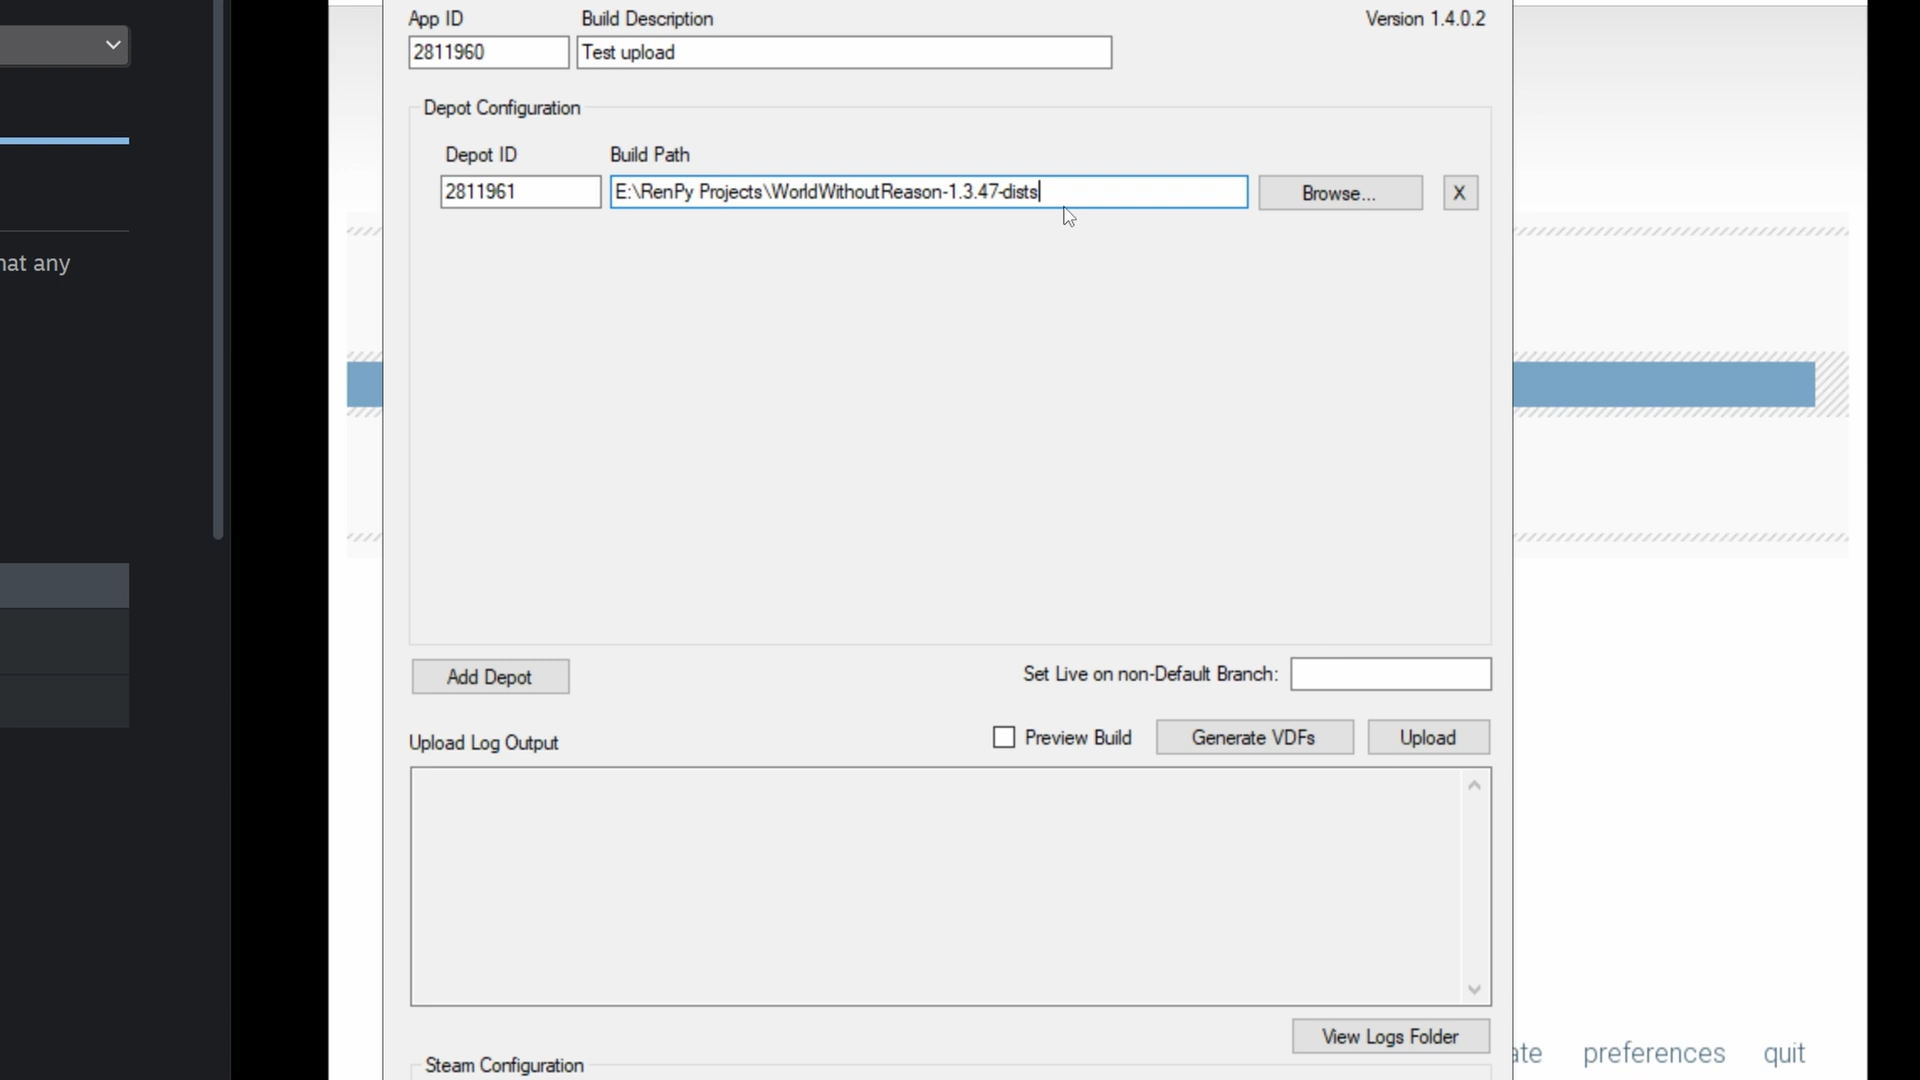 App ID
Build Description
Version 1.4.0.2
2811960
Test upload
Depot Configuration
Depot ID
Build Path
2811961
E:\RenPy Projects\WorldWithoutReason-1.3.47-dists
Browse...
X
hat any
Add Depot
Set Live on non-Default Branch:
Upload Log Output
Preview Build
Generate VDFs
Upload
View Logs Folder
Steam Configuration
ate
preferences
quit